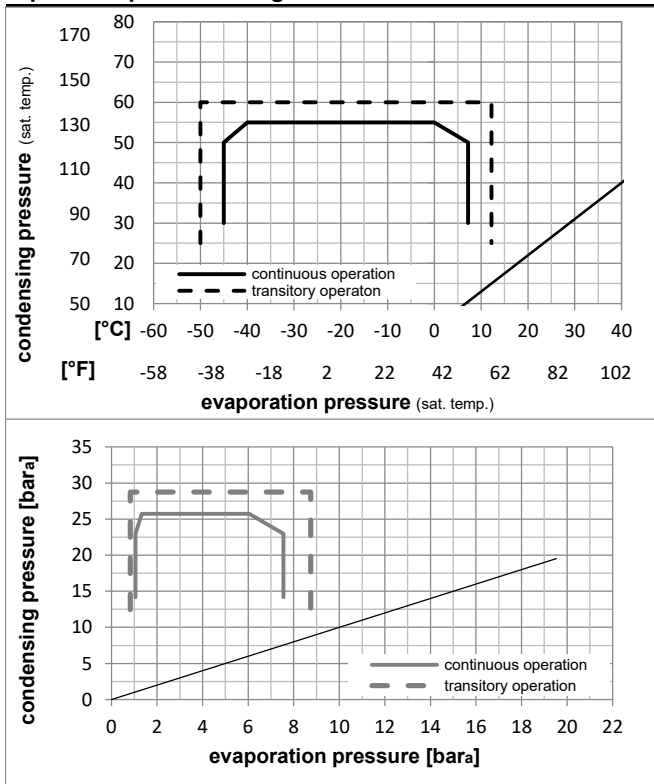 170
150
130
110
90
70
50
80
70
60
50
40
30
20
10
condensing pressure (sat. temp.)
continuous operation
transitory operaton
[°C] -60 -50 -40 -30 -20 -10 0 10 20 30 40
[°F] -58 -38 -18 2 22 42 62 82 102
evaporation pressure (sat. temp.)
condensing pressure [bara]
35
30
25
20
15
10
5
0
continuous operation
transitory operation
0 2 4 6 8 10 12 14 16 18 20 22
evaporation pressure [bara]